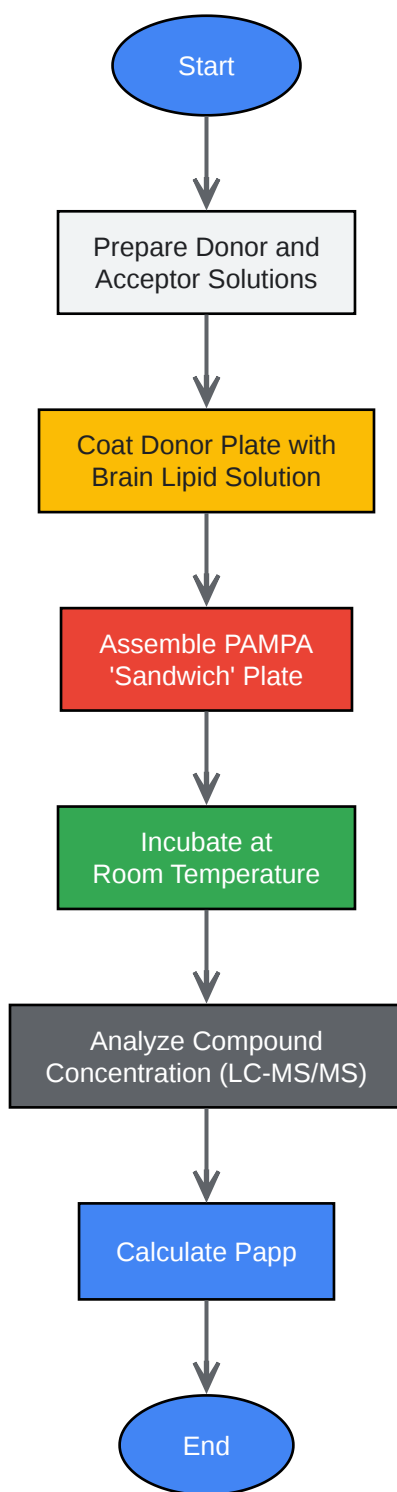 Start
Prepare Donor and
Acceptor Solutions
Coat Donor Plate with
Brain Lipid Solution
Assemble PAMPA
'Sandwich' Plate
Incubate at
Room Temperature
Analyze Compound
Concentration (LC-MS/MS)
Calculate Papp
End